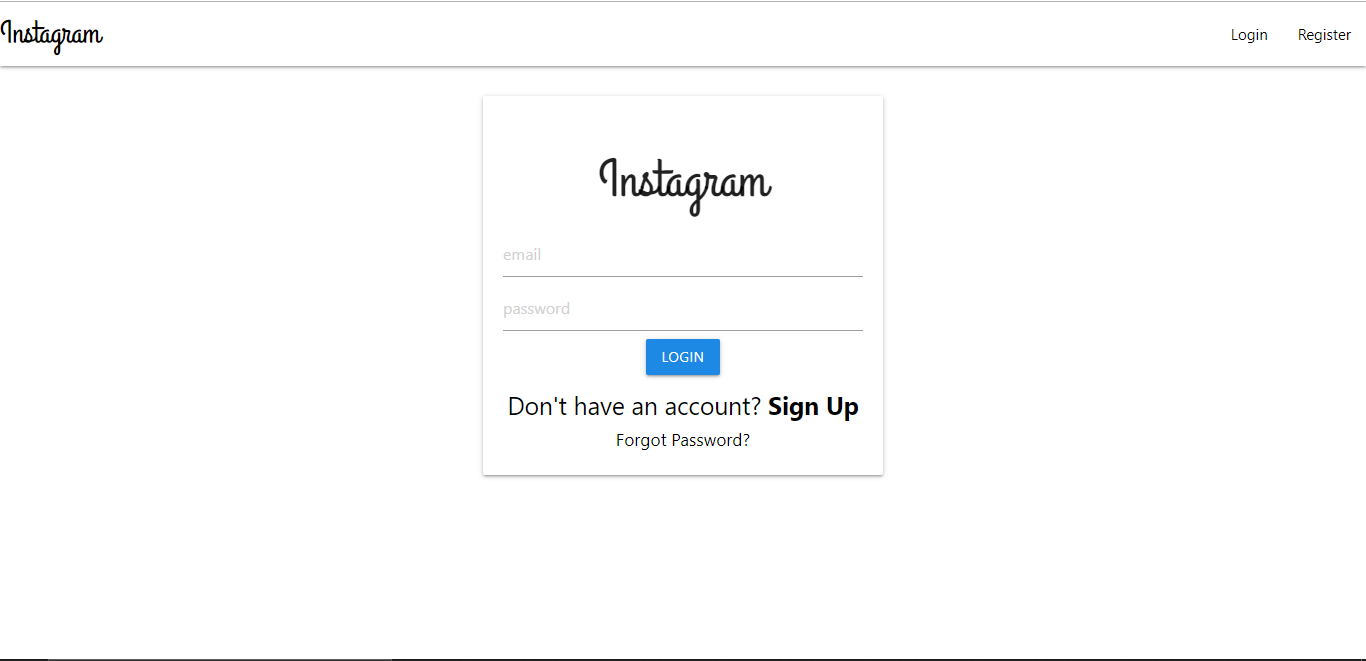 Instagram
Login Register
Instagram
email
password
LOGIN
Don't have an account? Sign Up
Forgot Password?